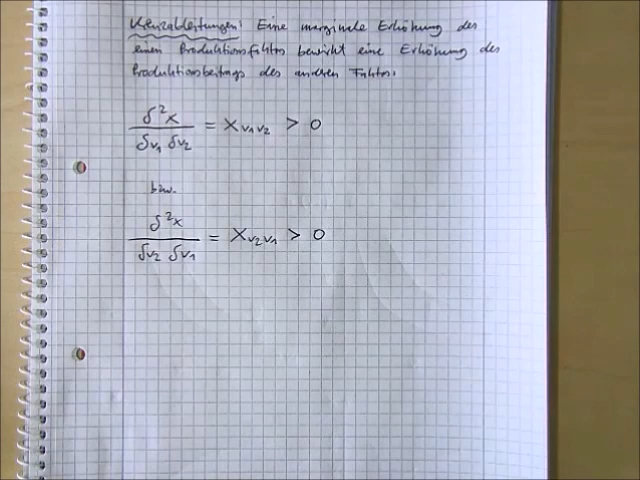 Kreuzableitungen: Eine marginale Erhöhung des
einen Produktionsfaktors bewirkt eine Erhöhung des
Produktionsbeitrags des anderen Faktors.
δ²x / δv₁ δv₂ = X_v₁v₂ > 0
bzw.
δ²x / δv₂ δv₁ = X_v₂v₁ > 0